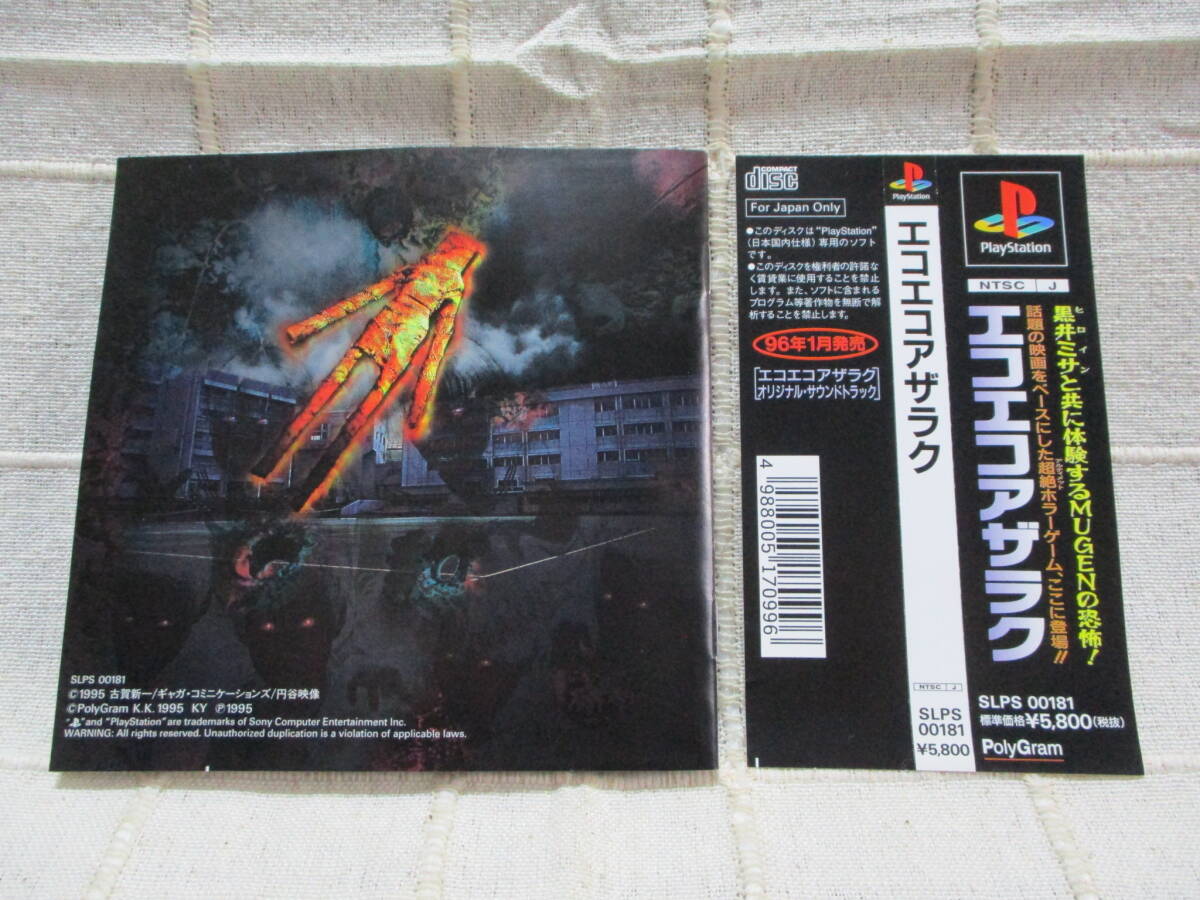 SLPS 00181
©1995 古賀新一/ギャガ・コミニケーションズ/円谷映像
©PolyGram K.K. 1995 KY ℗1995
" " and "PlayStation" are trademarks of Sony Computer Entertainment Inc.
WARNING: All rights reserved. Unauthorized duplication is a violation of applicable laws.
COMPACT
disc
For Japan Only
●このディスクは"PlayStation"
(日本国内仕様)専用のソフト
です。
●このディスクを権利者の許諾な
く賃貸業に使用することを禁止
します。また、ソフトに含まれる
プログラム等著作物を無断で解
析することを禁止します。
96年1月発売
「エコエコアザラク
オリジナル・サウンドトラック」
4 988005 170996
PlayStation
エコエコアザラク
NTSC J
SLPS
00181
¥5,800
PlayStation
NTSC J
ヒロイン
黒井ミサと共に体験するMUGENの恐怖!
アルティメット
話題の映画をベースにした超絶ホラーゲーム、ここに登場!!
エコエコアザラク
SLPS 00181
標準価格¥5,800(税抜)
PolyGram